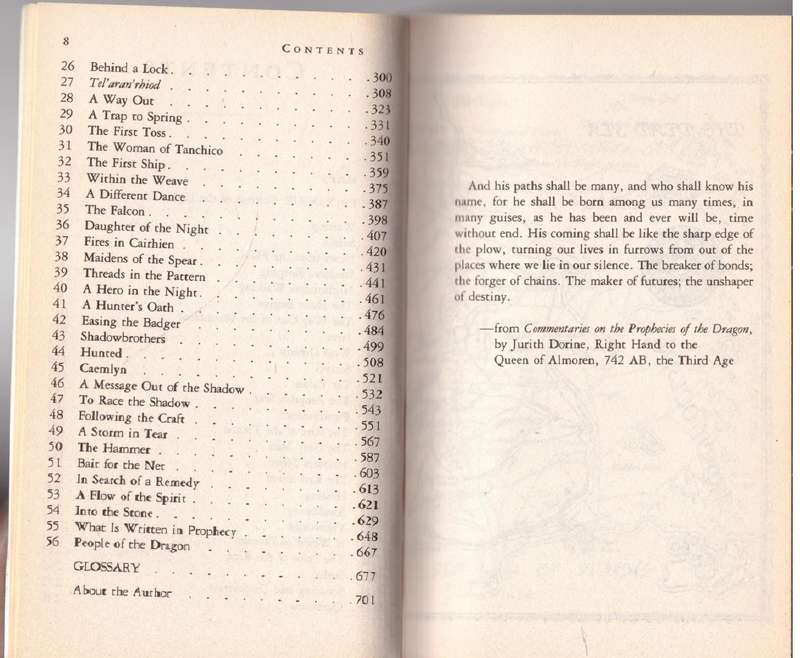 8
CONTENTS
26 Behind a Lock . . . . . . . . 300
27 Tel'aran'rhiod . . . . . . . . 308
28 A Way Out . . . . . . . . 323
29 A Trap to Spring . . . . . . . . 331
30 The First Toss . . . . . . . . 340
31 The Woman of Tanchico . . . . . . . . 351
32 The First Ship . . . . . . . . 359
33 Within the Weave . . . . . . . . 375
34 A Different Dance . . . . . . . . 387
35 The Falcon . . . . . . . . 398
36 Daughter of the Night . . . . . . . . 407
37 Fires in Cairhien . . . . . . . . 420
38 Maidens of the Spear . . . . . . . . 431
39 Threads in the Pattern . . . . . . . . 441
40 A Hero in the Night . . . . . . . . 461
41 A Hunter's Oath . . . . . . . . 476
42 Easing the Badger . . . . . . . . 484
43 Shadowbrothers . . . . . . . . 499
44 Hunted . . . . . . . . 508
45 Caemlyn . . . . . . . . 521
46 A Message Out of the Shadow . . . . . . . . 532
47 To Race the Shadow . . . . . . . . 543
48 Following the Craft . . . . . . . . 551
49 A Storm in Tear . . . . . . . . 567
50 The Hammer . . . . . . . . 587
51 Bait for the Net . . . . . . . . 603
52 In Search of a Remedy . . . . . . . . 613
53 A Flow of the Spirit . . . . . . . . 621
54 Into the Stone . . . . . . . . 629
55 What Is Written in Prophecy . . . . . . . . 648
56 People of the Dragon . . . . . . . . 667
GLOSSARY . . . . . . . . 677
About the Author . . . . . . . . 701
And his paths shall be many, and who shall know his
name, for he shall be born among us many times, in
many guises, as he has been and ever will be, time
without end. His coming shall be like the sharp edge of
the plow, turning our lives in furrows from out of the
places where we lie in our silence. The breaker of bonds;
the forger of chains. The maker of futures; the unshaper
of destiny.
—from Commentaries on the Prophecies of the Dragon,
by Jurith Dorine, Right Hand to the
Queen of Almoren, 742 AB, the Third Age